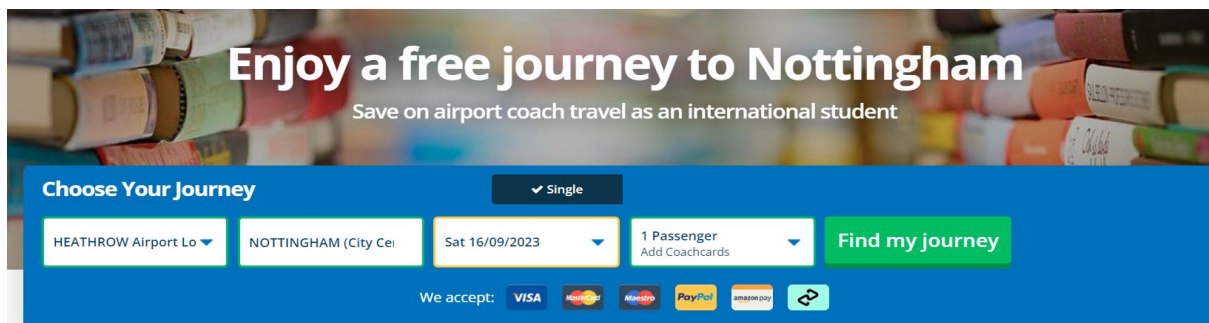 Enjoy a free journey to Nottingham
Save on airport coach travel as an international student
Choose Your Journey
Single
HEATHROW Airport Lo
NOTTINGHAM (City Ce
Sat 16/09/2023
1 Passenger
Add Coachcards
Find my journey
We accept: VISA MasterCard Maestro PayPal amazon pay